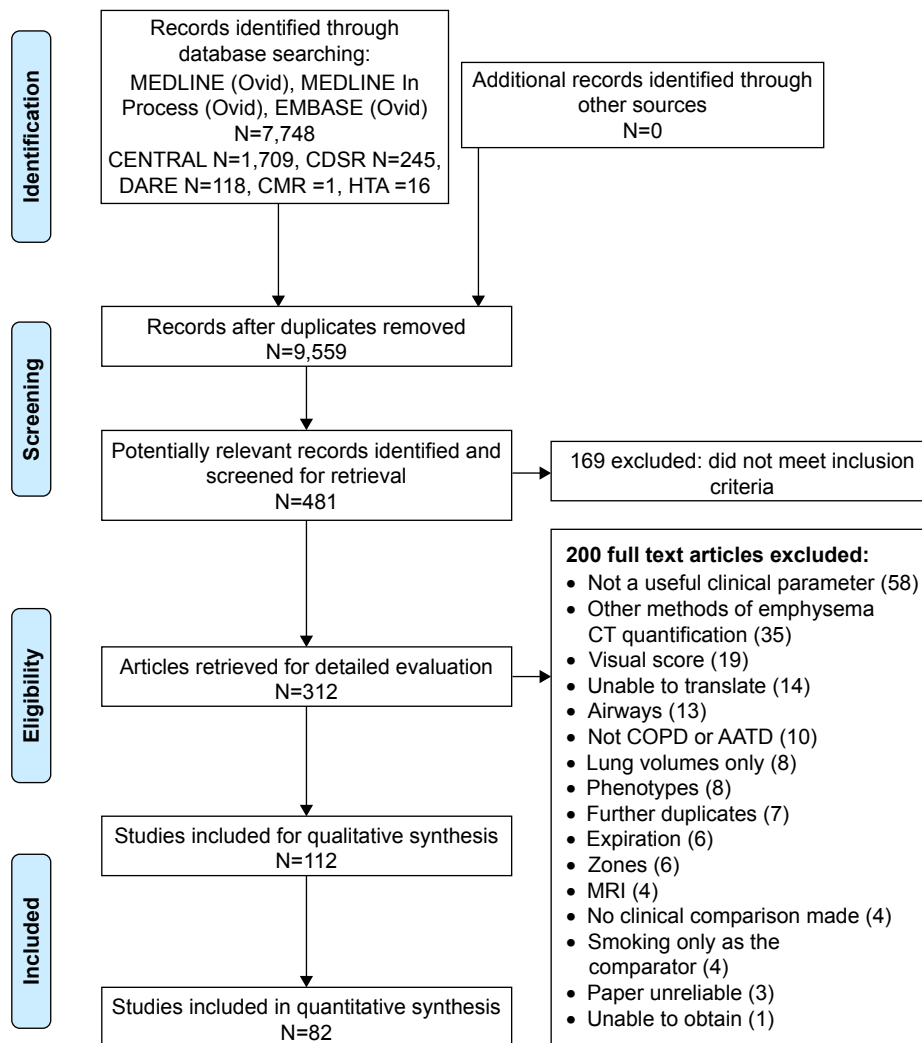 Identification
Records identified through
database searching:
MEDLINE (Ovid), MEDLINE In
Process (Ovid), EMBASE (Ovid)
N=7,748
CENTRAL N=1,709, CDSR N=245,
DARE N=118, CMR =1, HTA =16
Additional records identified through
other sources
N=0
Screening
Records after duplicates removed
N=9,559
Potentially relevant records identified and
screened for retrieval
N=481
169 excluded: did not meet inclusion
criteria
Eligibility
Articles retrieved for detailed evaluation
N=312
200 full text articles excluded:
• Not a useful clinical parameter (58)
• Other methods of emphysema
CT quantification (35)
• Visual score (19)
• Unable to translate (14)
• Airways (13)
• Not COPD or AATD (10)
• Lung volumes only (8)
• Phenotypes (8)
• Further duplicates (7)
• Expiration (6)
• Zones (6)
• MRI (4)
• No clinical comparison made (4)
• Smoking only as the
comparator (4)
• Paper unreliable (3)
• Unable to obtain (1)
Included
Studies included for qualitative synthesis
N=112
Studies included in quantitative synthesis
N=82